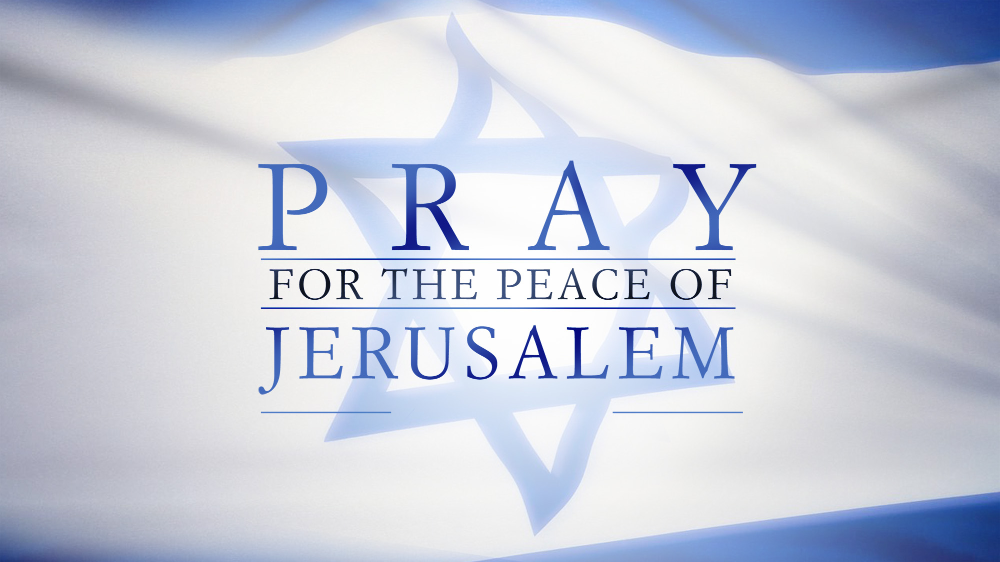 PRAY
FOR THE PEACE OF
JERUSALEM